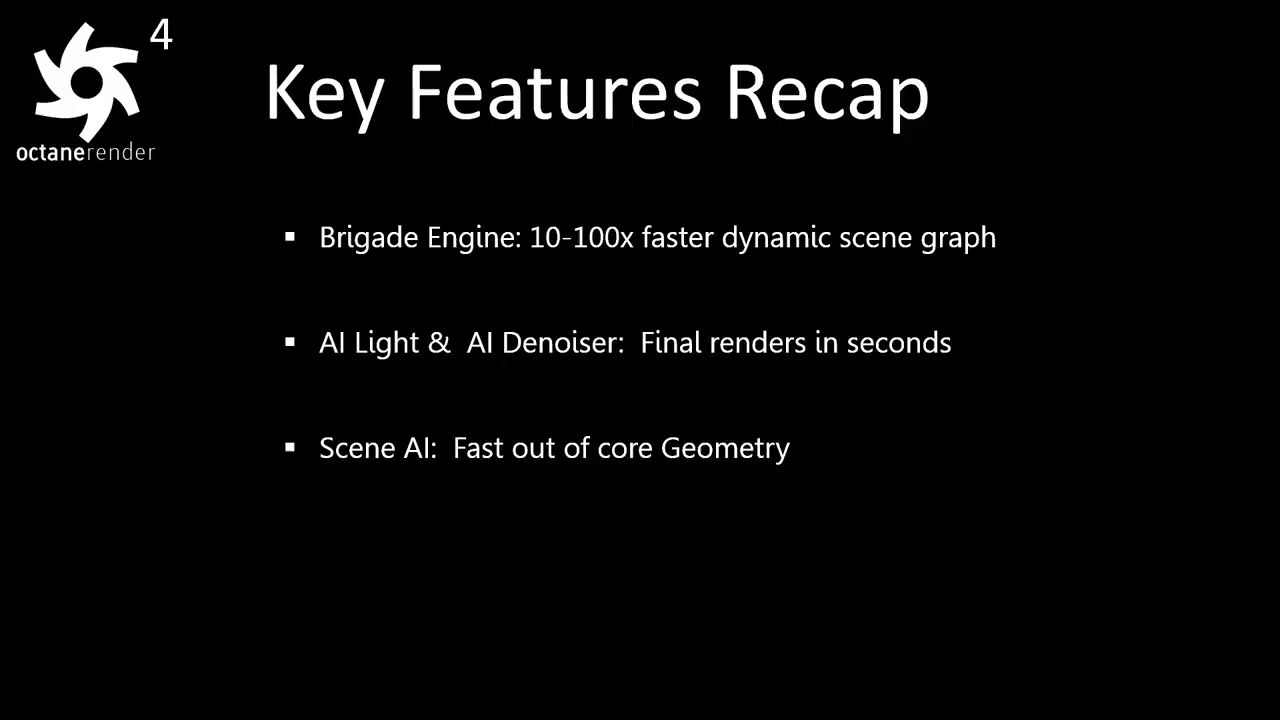 4
octanerender
Key Features Recap
▪ Brigade Engine: 10-100x faster dynamic scene graph
▪ AI Light &  AI Denoiser:  Final renders in seconds
▪ Scene AI:  Fast out of core Geometry